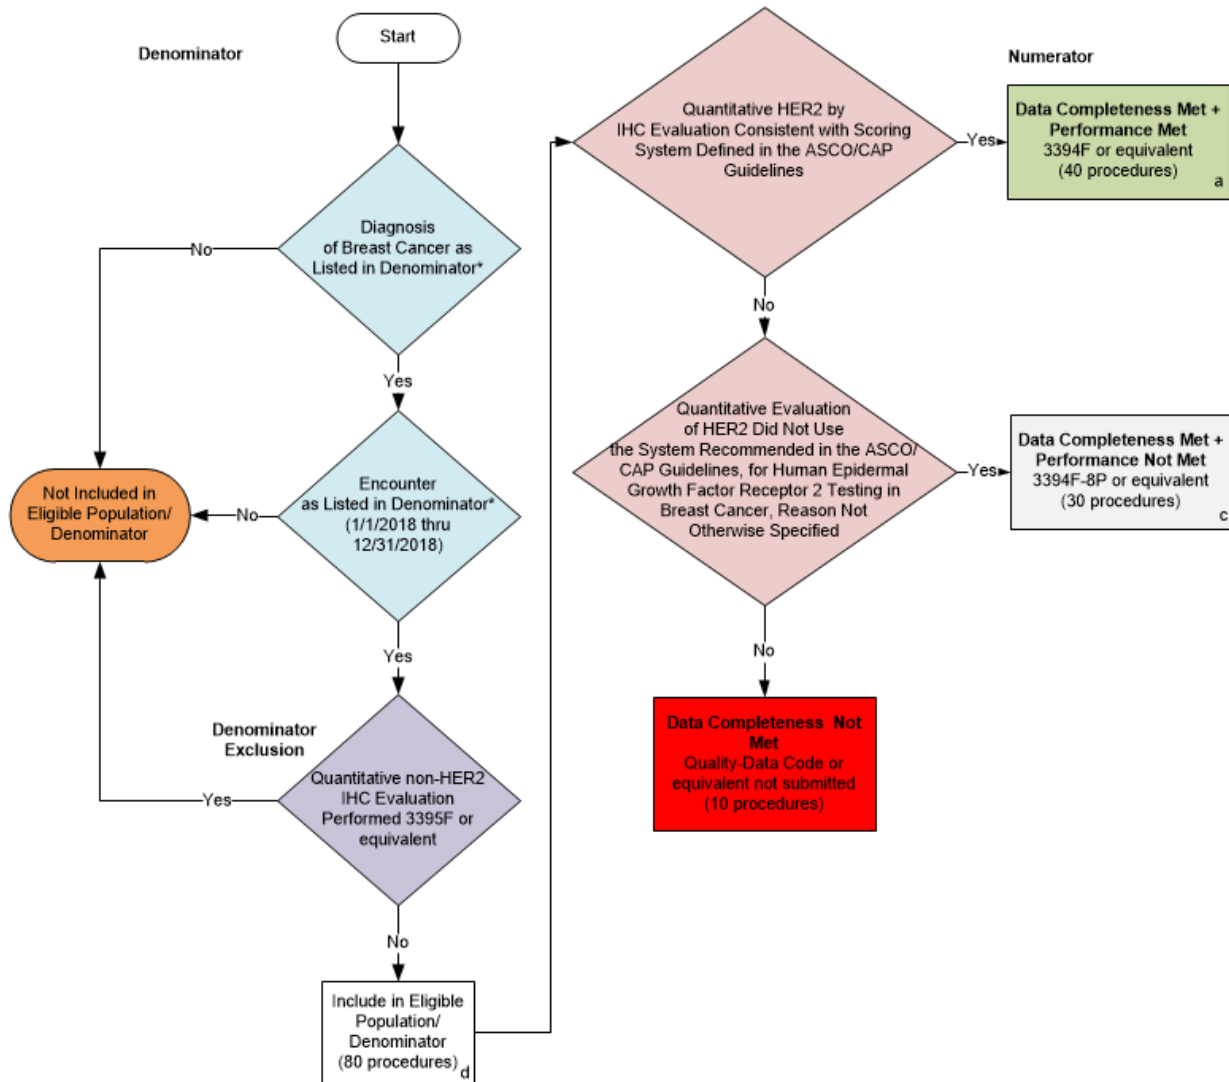 Start
Denominator
Diagnosis
of Breast Cancer as
Listed in Denominator*
No
Yes
Encounter
as Listed in Denominator*
(1/1/2018 thru
12/31/2018)
No
Not Included in
Eligible Population/
Denominator
Yes
Denominator
Exclusion
Quantitative non-HER2
IHC Evaluation
Performed 3395F or
equivalent
Yes
No
Include in Eligible
Population/
Denominator
(80 procedures)
d
Numerator
Quantitative HER2 by
IHC Evaluation Consistent with Scoring
System Defined in the ASCO/CAP
Guidelines
Yes
Data Completeness Met +
Performance Met
3394F or equivalent
(40 procedures)
a
No
Quantitative Evaluation
of HER2 Did Not Use
the System Recommended in the ASCO/
CAP Guidelines, for Human Epidermal
Growth Factor Receptor 2 Testing in
Breast Cancer, Reason Not
Otherwise Specified
Yes
Data Completeness Met +
Performance Not Met
3394F-8P or equivalent
(30 procedures)
c
No
Data Completeness Not
Met
Quality-Data Code or
equivalent not submitted
(10 procedures)